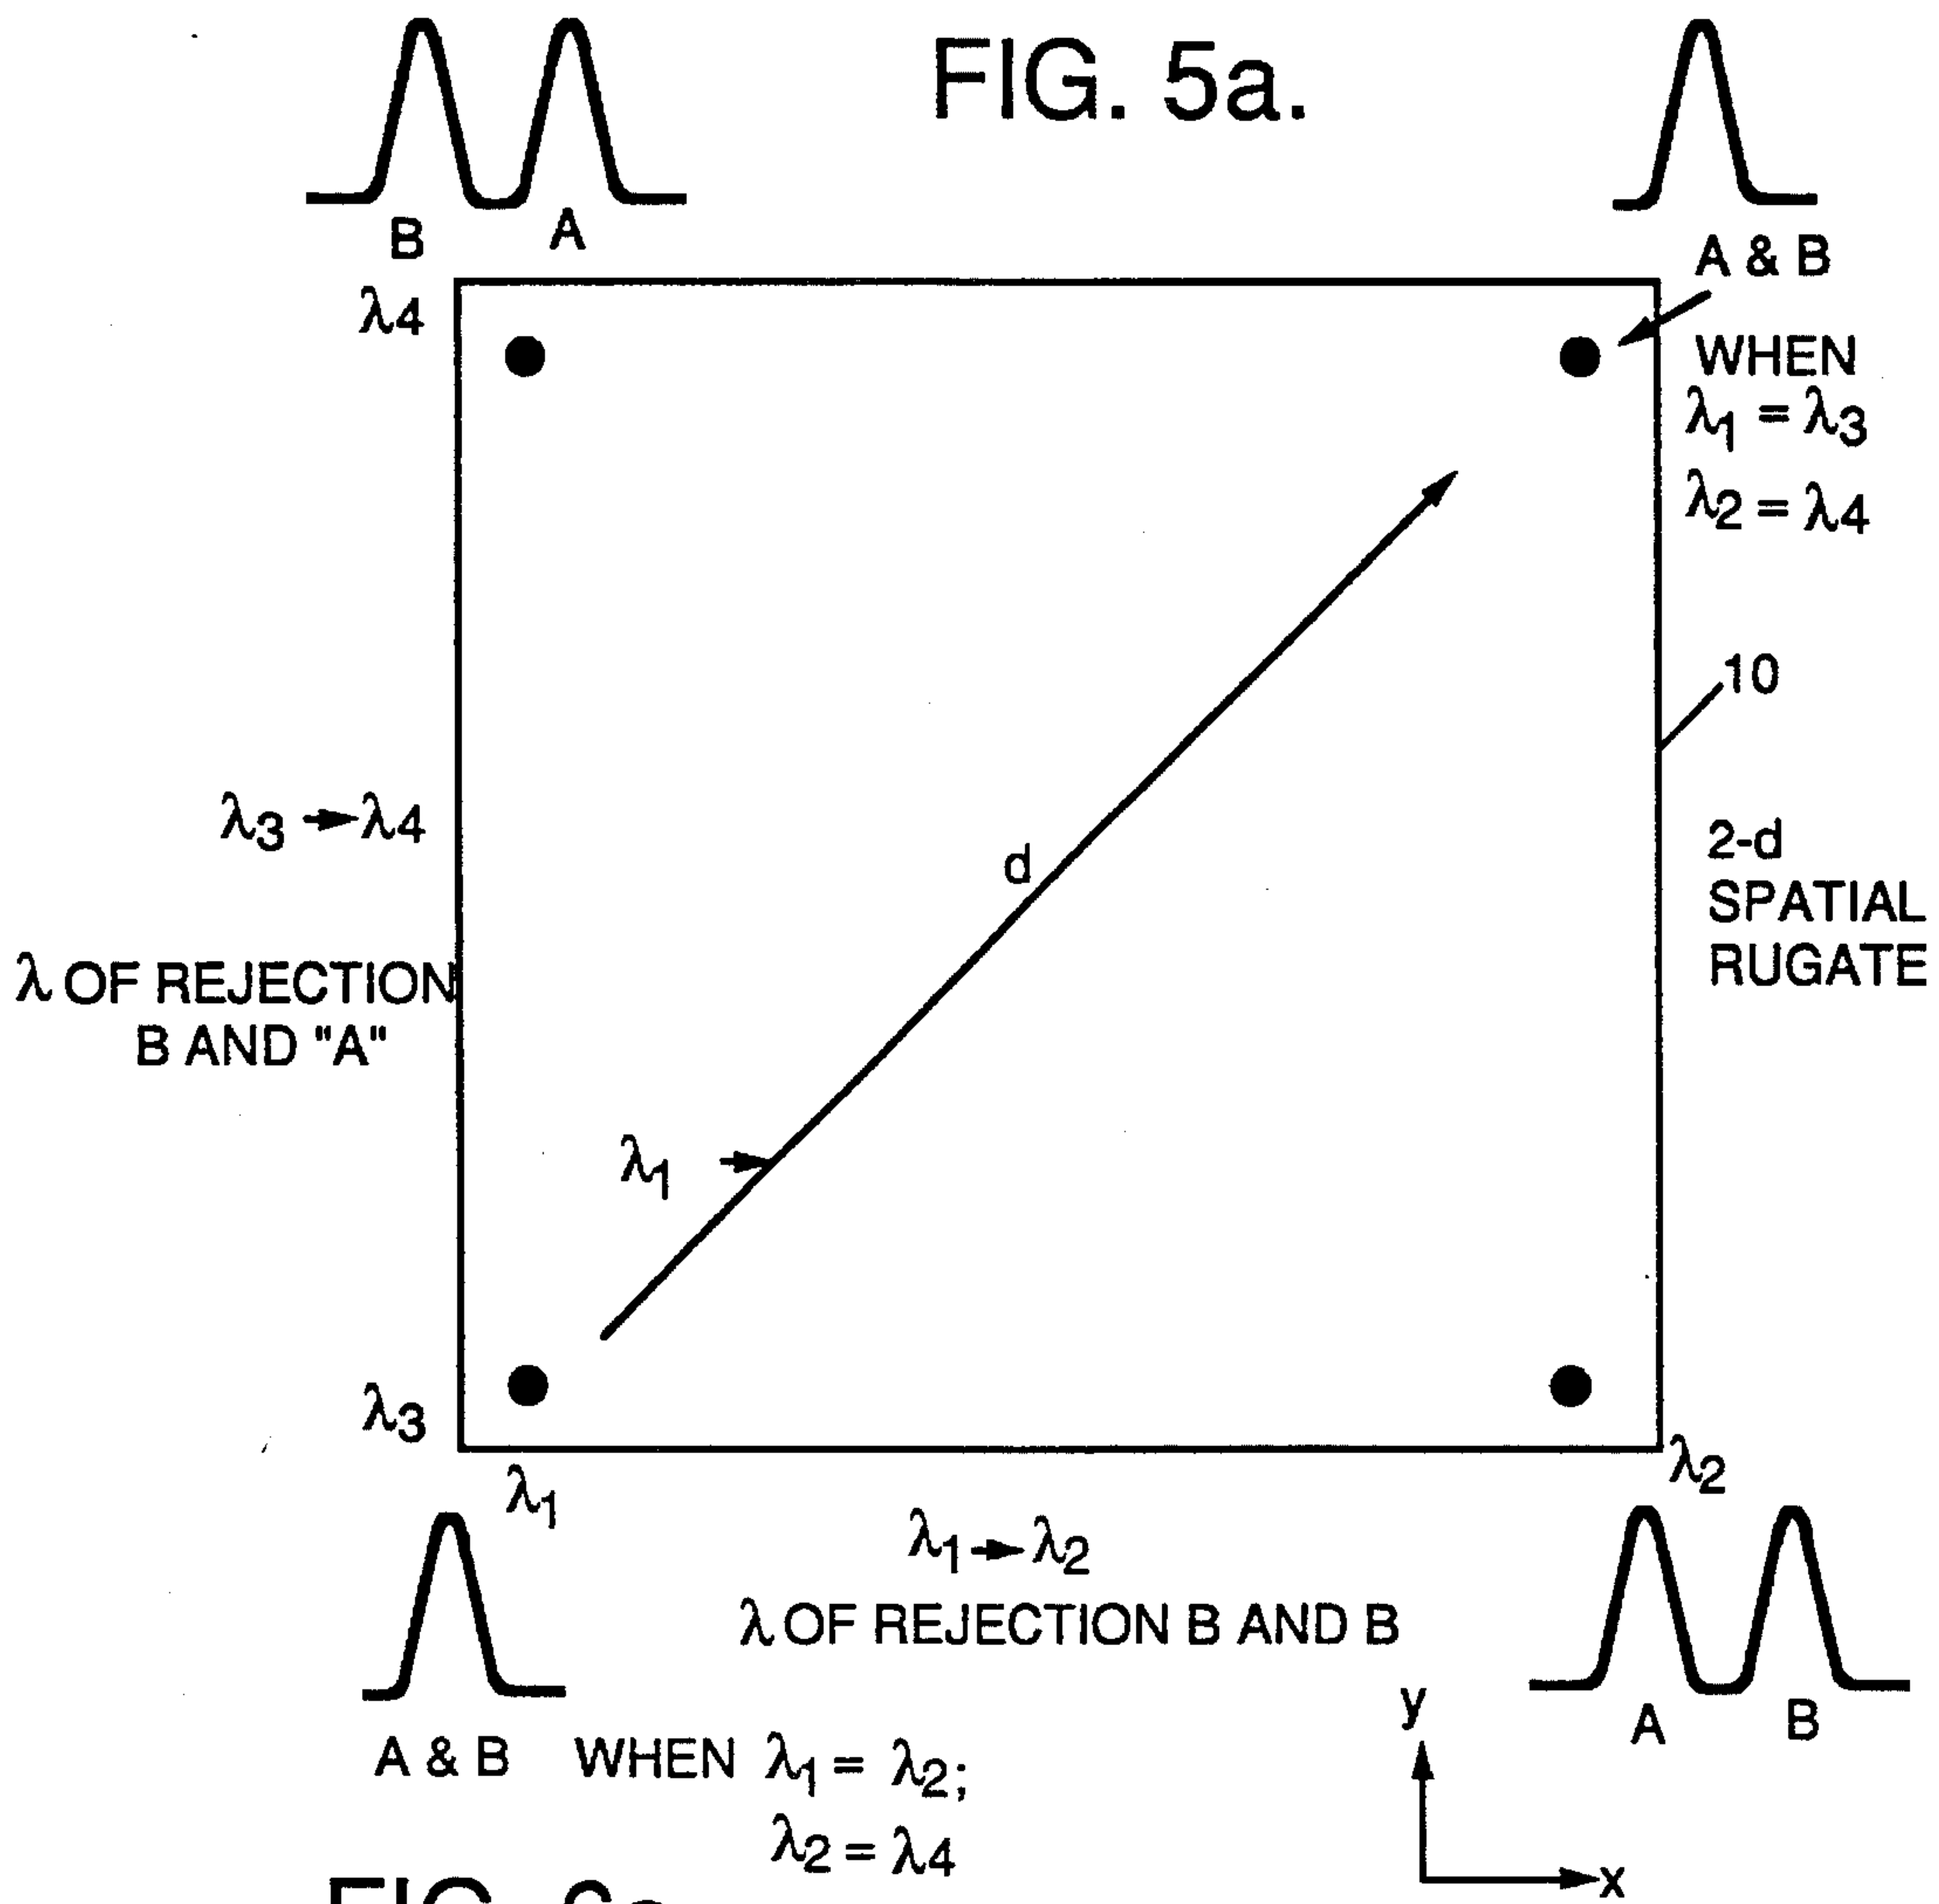 FIG. 5a.
B
A
A & B
λ4
WHEN
λ1 = λ3
λ2 = λ4
10
λ3 → λ4
d
2-d
SPATIAL
RUGATE
λ OF REJECTION
B AND "A"
λ1
λ3
λ1
λ2
λ1 → λ2
λ OF REJECTION B AND B
A
B
A & B WHEN λ1 = λ2;
λ2 = λ4
y
x